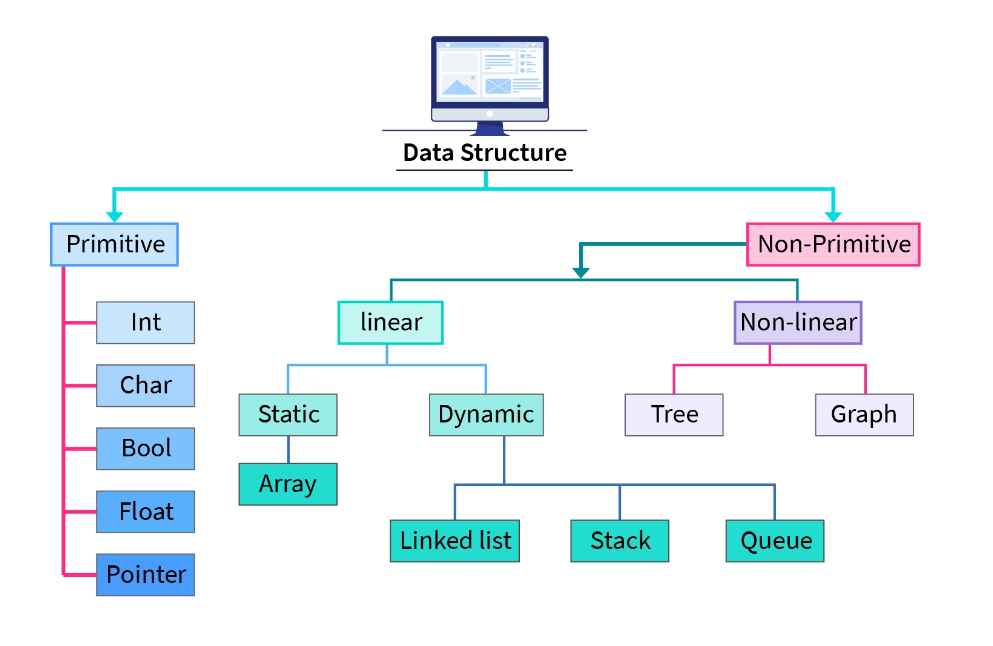 Data Structure
Primitive
Non-Primitive
Int
linear
Non-linear
Char
Static
Dynamic
Tree
Graph
Bool
Array
Float
Linked list
Stack
Queue
Pointer